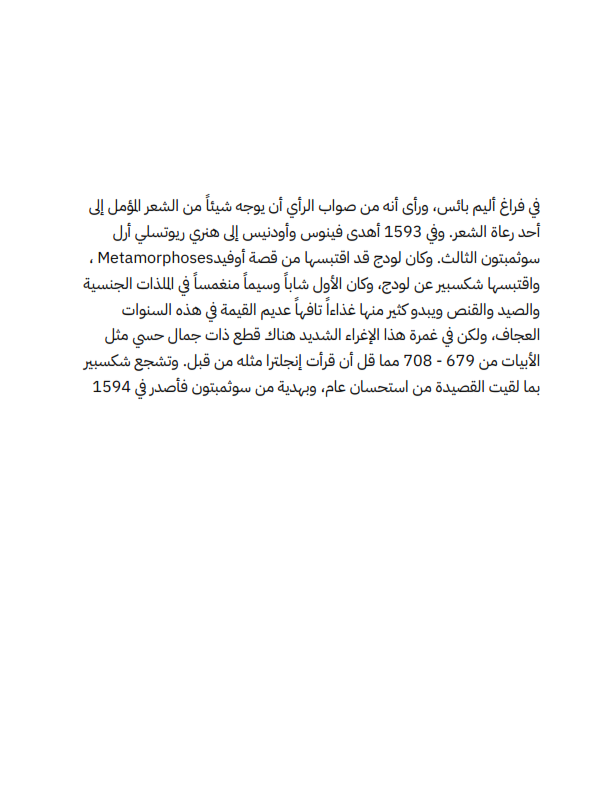 في فراغ أليم بائس، ورأى أنه من صواب الرأي أن يوجه شيئاً من الشعر المؤمل إلى
أحد رعاة الشعر. وفي 1593 أهدى فينوس وأودنيس إلى هنري ريوتسلي أرل
سوثمبتون الثالث. وكان لودج قد اقتبسها من قصة أوفيدMetamorphoses ،
واقتبسها شكسبير عن لودج، وكان الأول شاباً وسيماً منغمساً في الملذات الجنسية
والصيد والقنص ويبدو كثير منها غذاءاً تافهاً عديم القيمة في هذه السنوات
العجاف، ولكن في غمرة هذا الإغراء الشديد هناك قطع ذات جمال حسي مثل
الأبيات من 679 - 708 مما قل أن قرأت إنجلترا مثله من قبل. وتشجع شكسبير
بما لقيت القصيدة من استحسان عام، وبهدية من سوثمبتون فأصدر في 1594